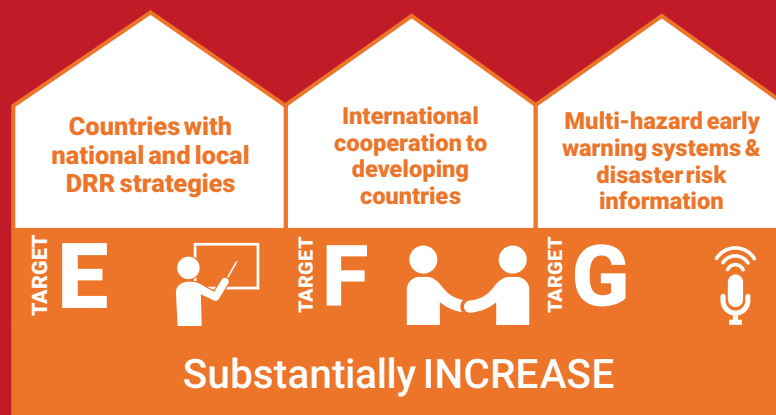 Countries with
national and local
DRR strategies
International
cooperation to
developing
countries
Multi-hazard early
warning systems &
disaster risk
information
TARGET
E
TARGET
F
TARGET
G
Substantially INCREASE